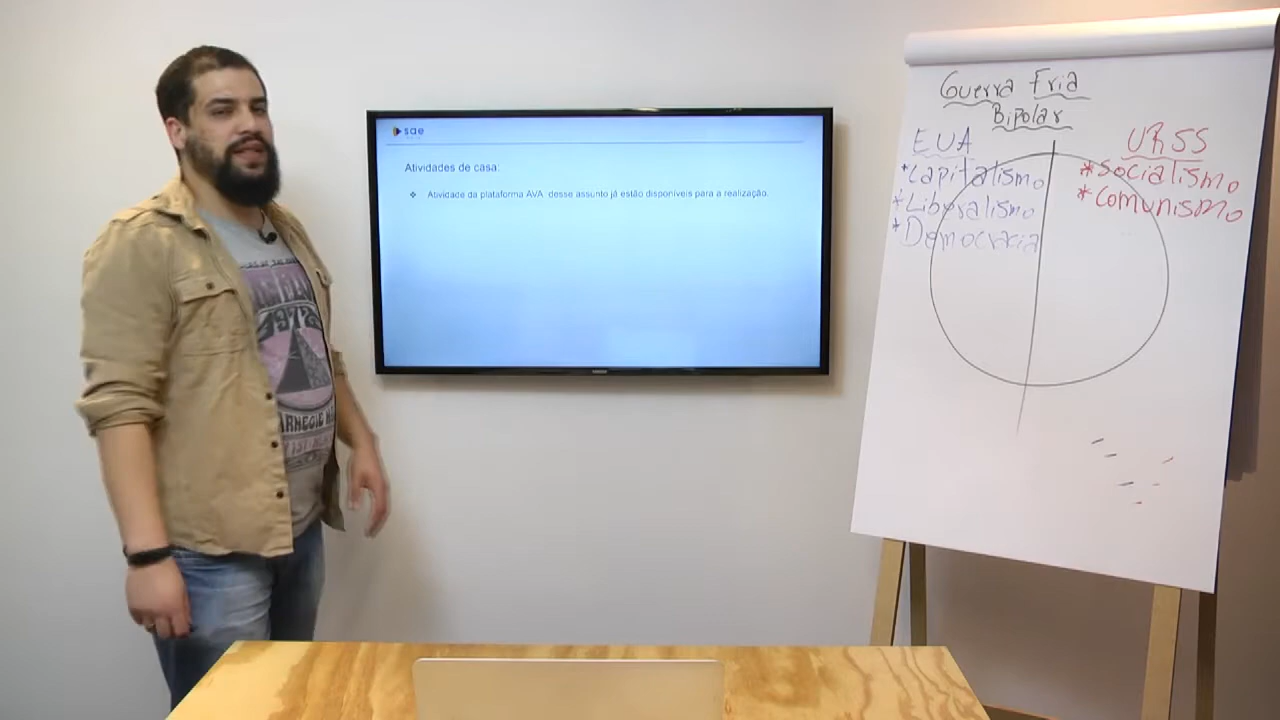 sae
Atividades de casa:
❖ Atividade da plataforma AVA desse assunto já estão disponíveis para a realização.
Guerra Fria
Bipolar
EUA
*Capitalismo
*Liberalismo
*Democracia
URSS
*Socialismo
*Comunismo
1972